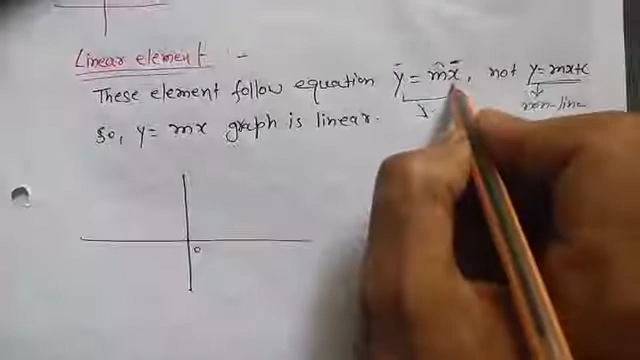 Linear element :-
These element follow equation y = mx, not y=mx+c
non-line
So, y= mx graph is linear.
0